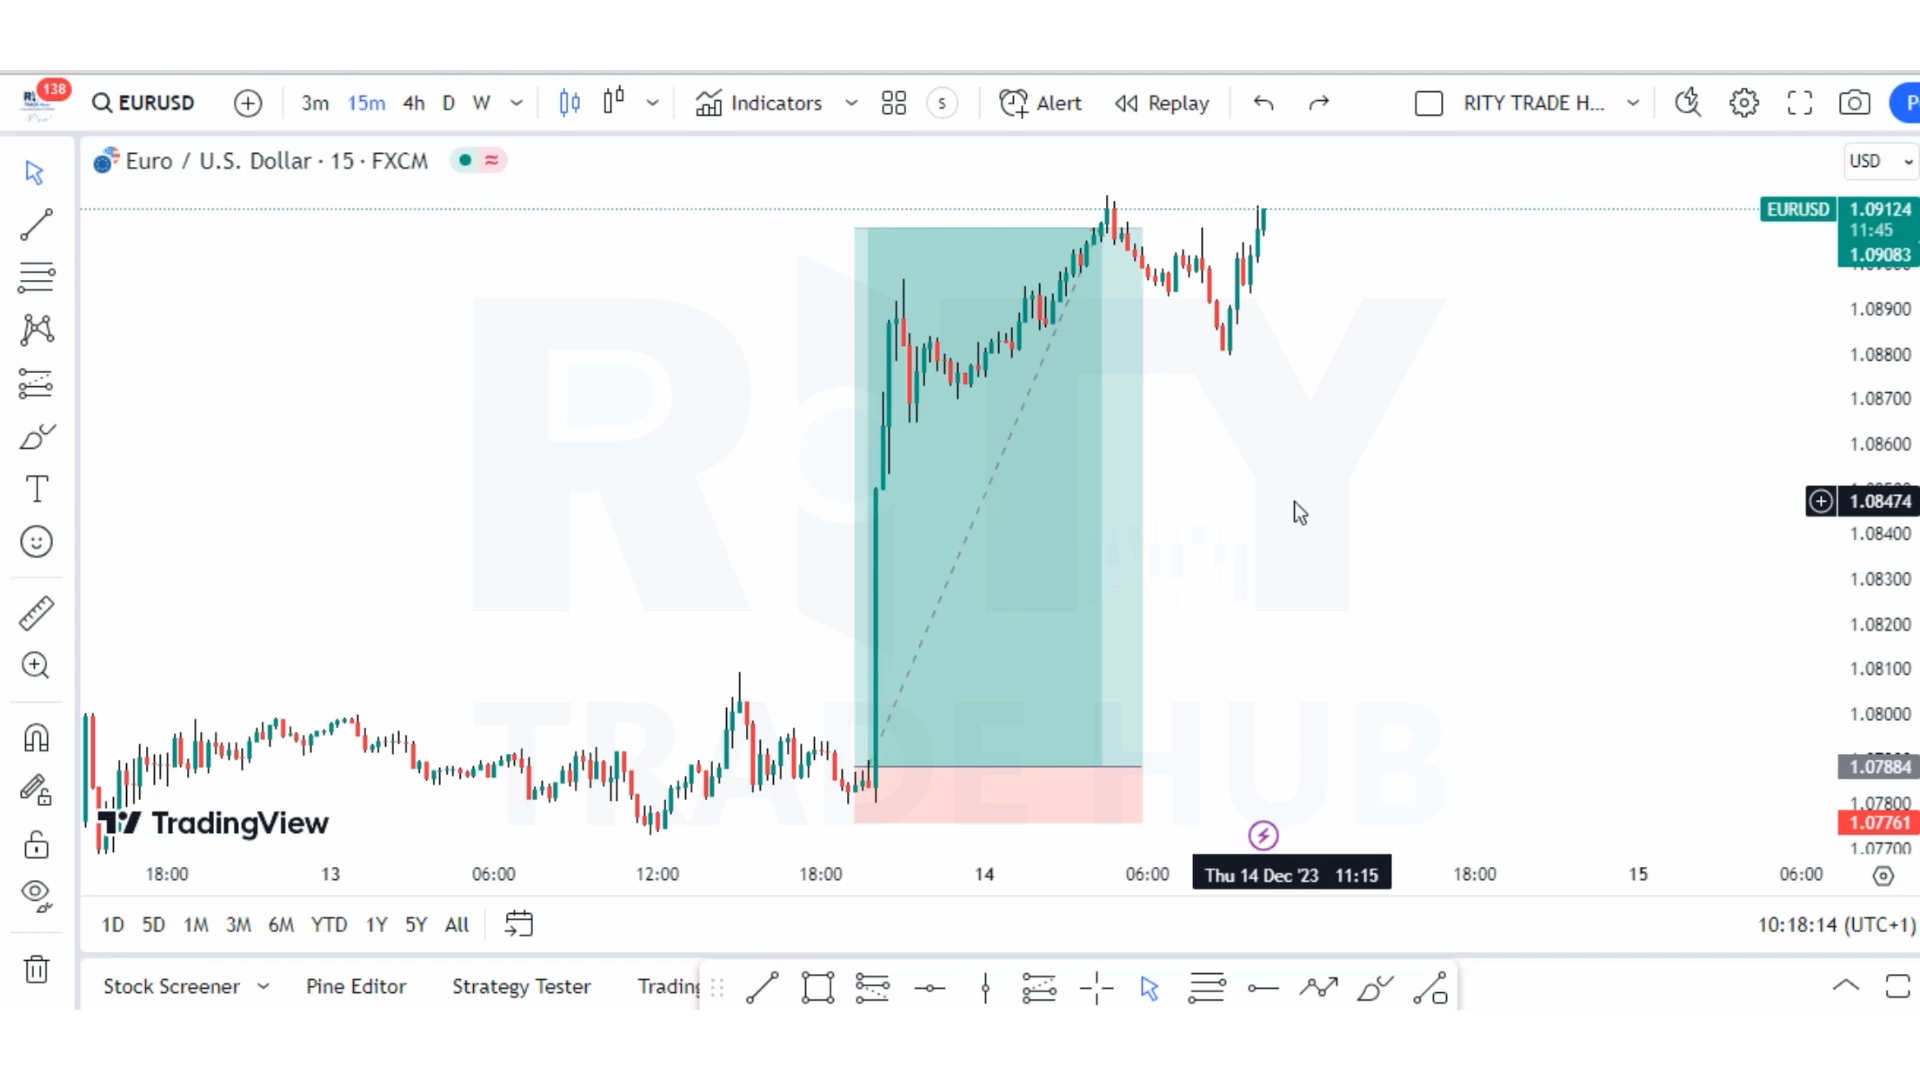 138
EURUSD
3m 15m 4h D W
Indicators
S
Alert
Replay
RITY TRADE H...
P
Euro / U.S. Dollar · 15 · FXCM
USD
EURUSD 1.09124
11:45
1.09083
1.08900
1.08800
1.08700
1.08600
1.08474
1.08400
1.08300
1.08200
1.08100
1.08000
1.07884
1.07800
1.07761
1.07700
RITY
TRADE HUB
TradingView
18:00 13 06:00 12:00 18:00 14 06:00 Thu 14 Dec '23 11:15 18:00 15 06:00
1D 5D 1M 3M 6M YTD 1Y 5Y All
10:18:14 (UTC+1)
Stock Screener Pine Editor Strategy Tester Trading